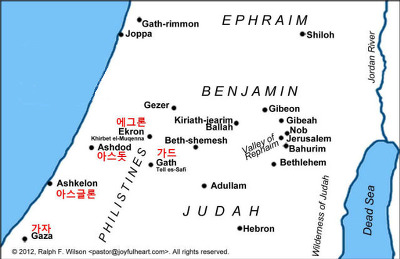 Gath-rimmon
EPHRAIM
Joppa
Shiloh
Jordan River
BENJAMIN
Gezer
Gibeon
에그론
Kiriath-jearim
Gibeah
Ekron
Ballah
Nob
Khirbet el-Muqenna
Jerusalem
Ashdod
가드
Beth-shemesh
Valley of
Rephaim
Bahurim
아스돗
Gath
Bethlehem
Tell es-Safi
Ashkelon
Adullam
아스글론
PHILISTINES
JUDAH
Wilderness of Judah
Dead Sea
가자
Gaza
Hebron
© 2012, Ralph F. Wilson <pastor@joyfulheart.com>. All rights reserved.